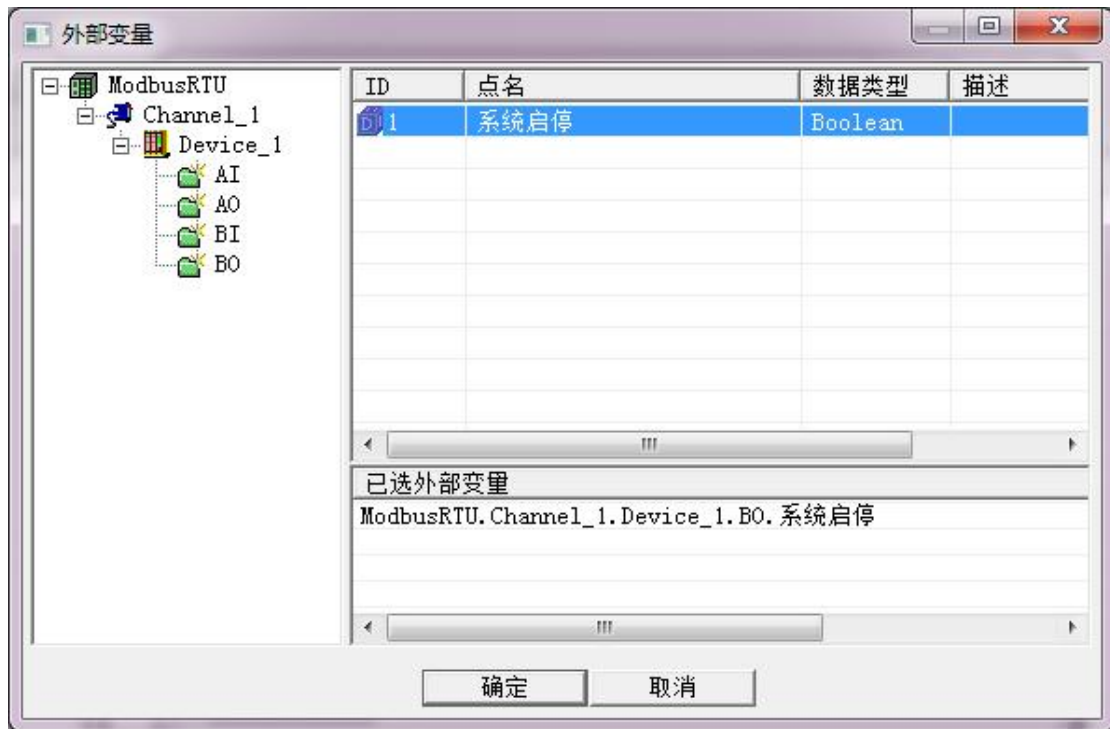 外部变量
ModbusRTU
Channel_1
Device_1
AI
AO
BI
BO
ID 点名 数据类型 描述
1 系统启停 Boolean
已选外部变量
ModbusRTU.Channel_1.Device_1.BO.系统启停
确定 取消